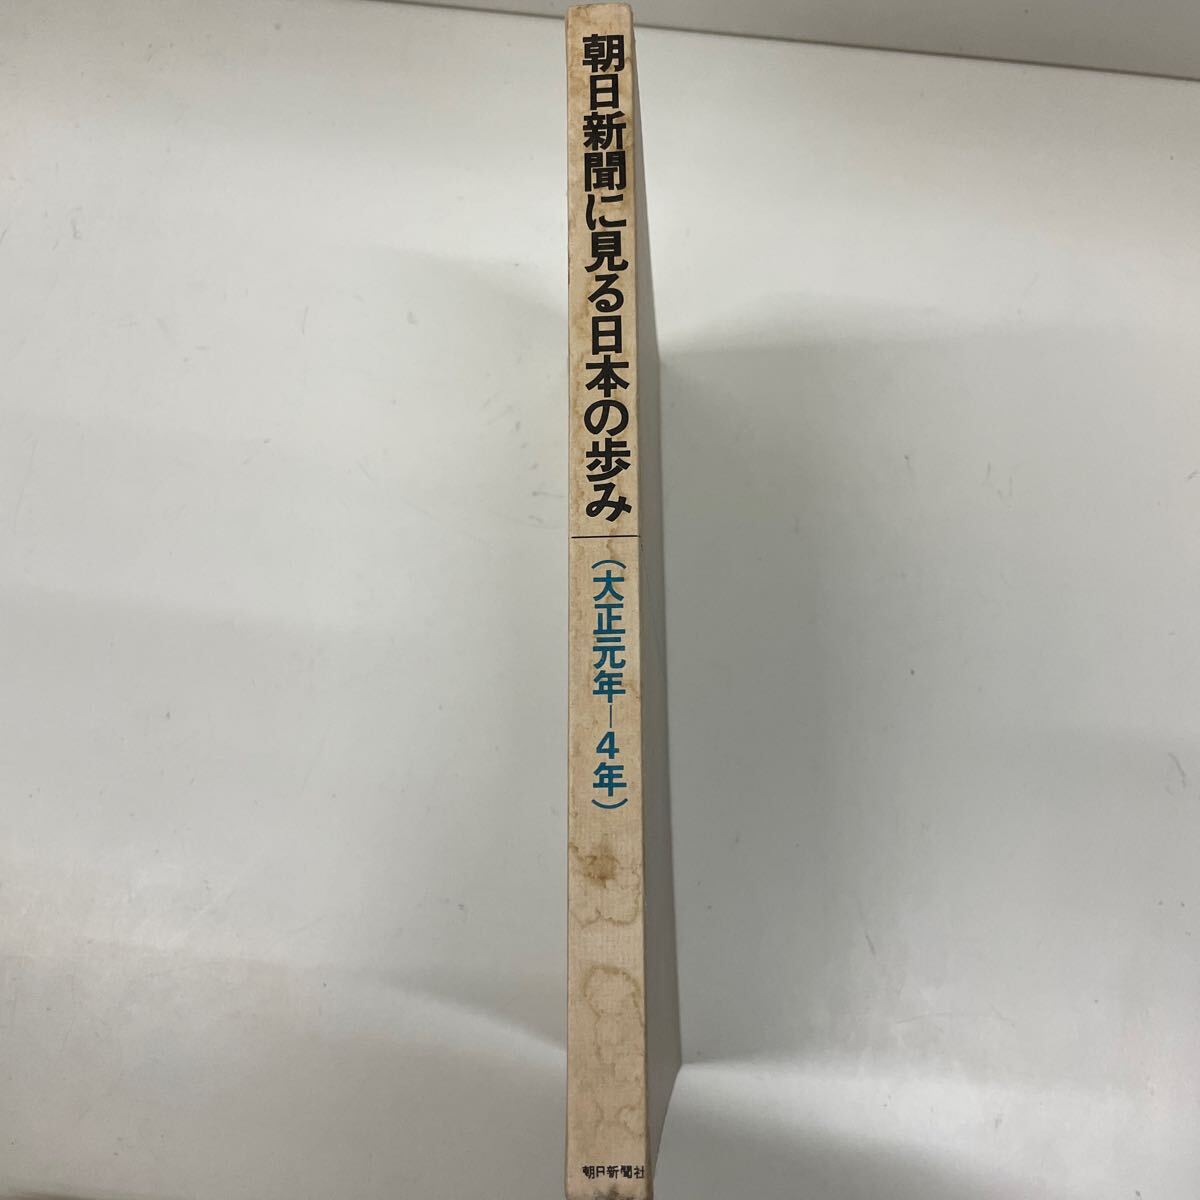 朝日新聞に見る日本の歩み
（大正元年―4年）
朝日新聞社